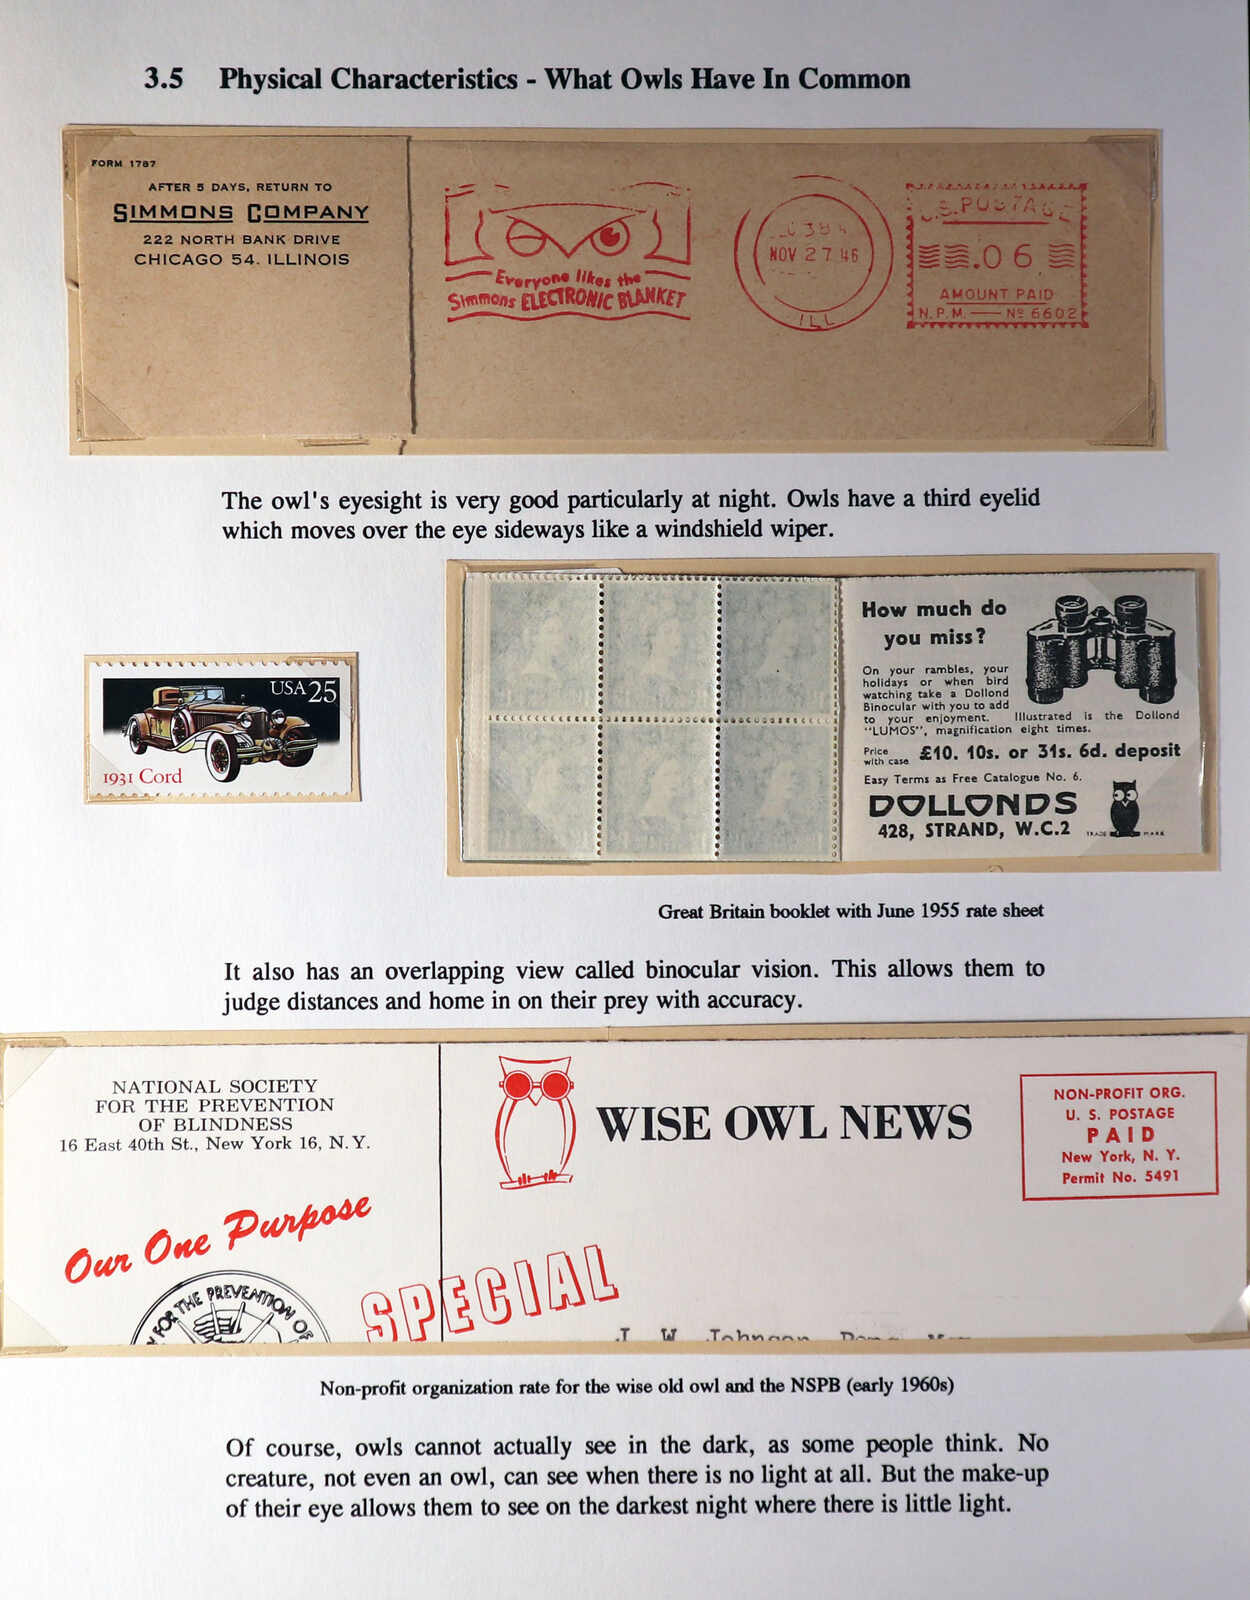 3.5 Physical Characteristics - What Owls Have In Common
FORM 1787
AFTER 5 DAYS, RETURN TO
SIMMONS COMPANY
222 NORTH BANK DRIVE
CHICAGO 54, ILLINOIS
Everyone likes the
Simmons ELECTRONIC BLANKET
NOV 27 46
ILL
U.S. POSTAGE
.06
AMOUNT PAID
N.P.M. — No 6602
The owl's eyesight is very good particularly at night. Owls have a third eyelid
which moves over the eye sideways like a windshield wiper.
USA 25
1931 Cord
How much do
you miss?
On your rambles, your
holidays or when bird
watching take a Dollond
Binocular with you to add
to your enjoyment. Illustrated is the Dollond
"LUMOS", magnification eight times.
Price with case £10. 10s. or 31s. 6d. deposit
Easy Terms as Free Catalogue No. 6.
DOLLONDS
428, STRAND, W.C.2
TRADE MARK
Great Britain booklet with June 1955 rate sheet
It also has an overlapping view called binocular vision. This allows them to
judge distances and home in on their prey with accuracy.
NATIONAL SOCIETY
FOR THE PREVENTION
OF BLINDNESS
16 East 40th St., New York 16, N.Y.
WISE OWL NEWS
NON-PROFIT ORG.
U. S. POSTAGE
PAID
New York, N. Y.
Permit No. 5491
Our One Purpose
FOR THE PREVENTION OF
SPECIAL
J W Johnson
Non-profit organization rate for the wise old owl and the NSPB (early 1960s)
Of course, owls cannot actually see in the dark, as some people think. No
creature, not even an owl, can see when there is no light at all. But the make-up
of their eye allows them to see on the darkest night where there is little light.